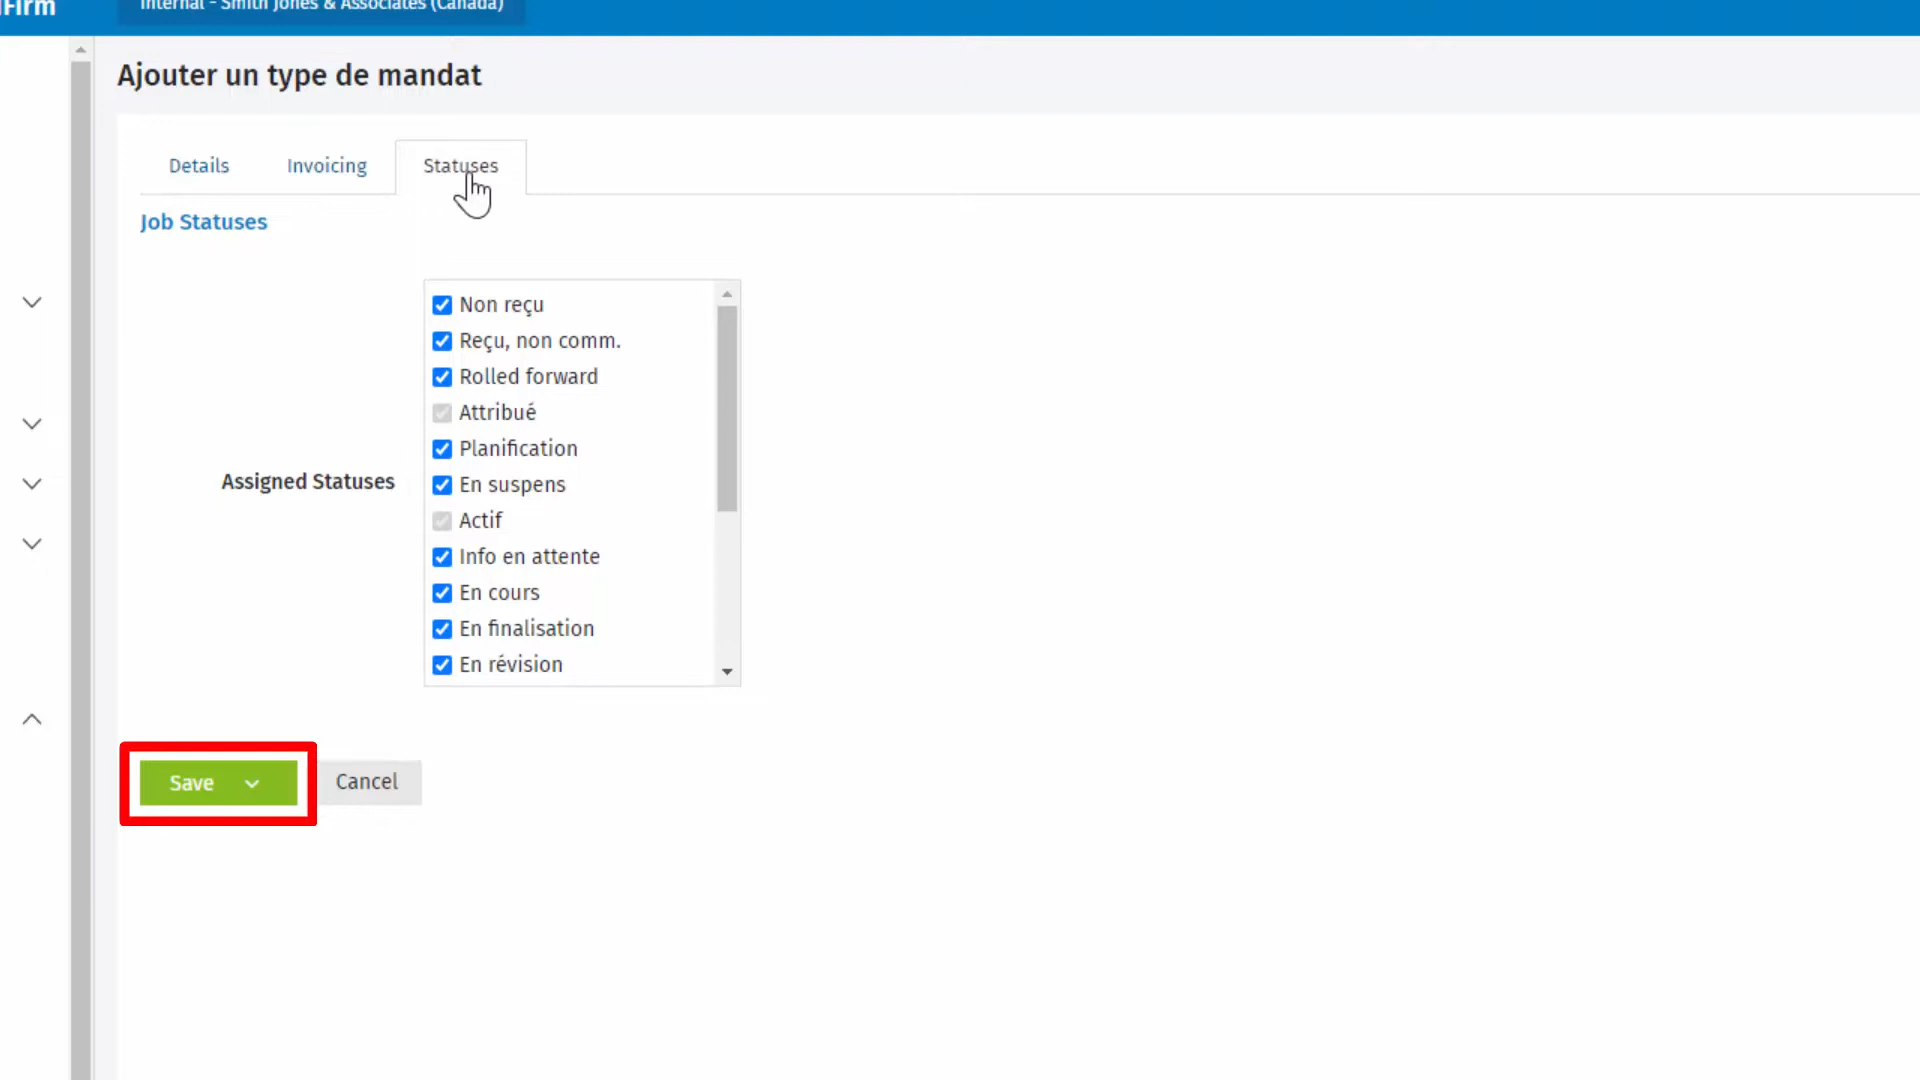 iFirm
Internal - Smith Jones & Associates (Canada)
Ajouter un type de mandat
Details
Invoicing
Statuses
Job Statuses
Assigned Statuses
Non reçu
Reçu, non comm.
Rolled forward
Attribué
Planification
En suspens
Actif
Info en attente
En cours
En finalisation
En révision
Save
Cancel